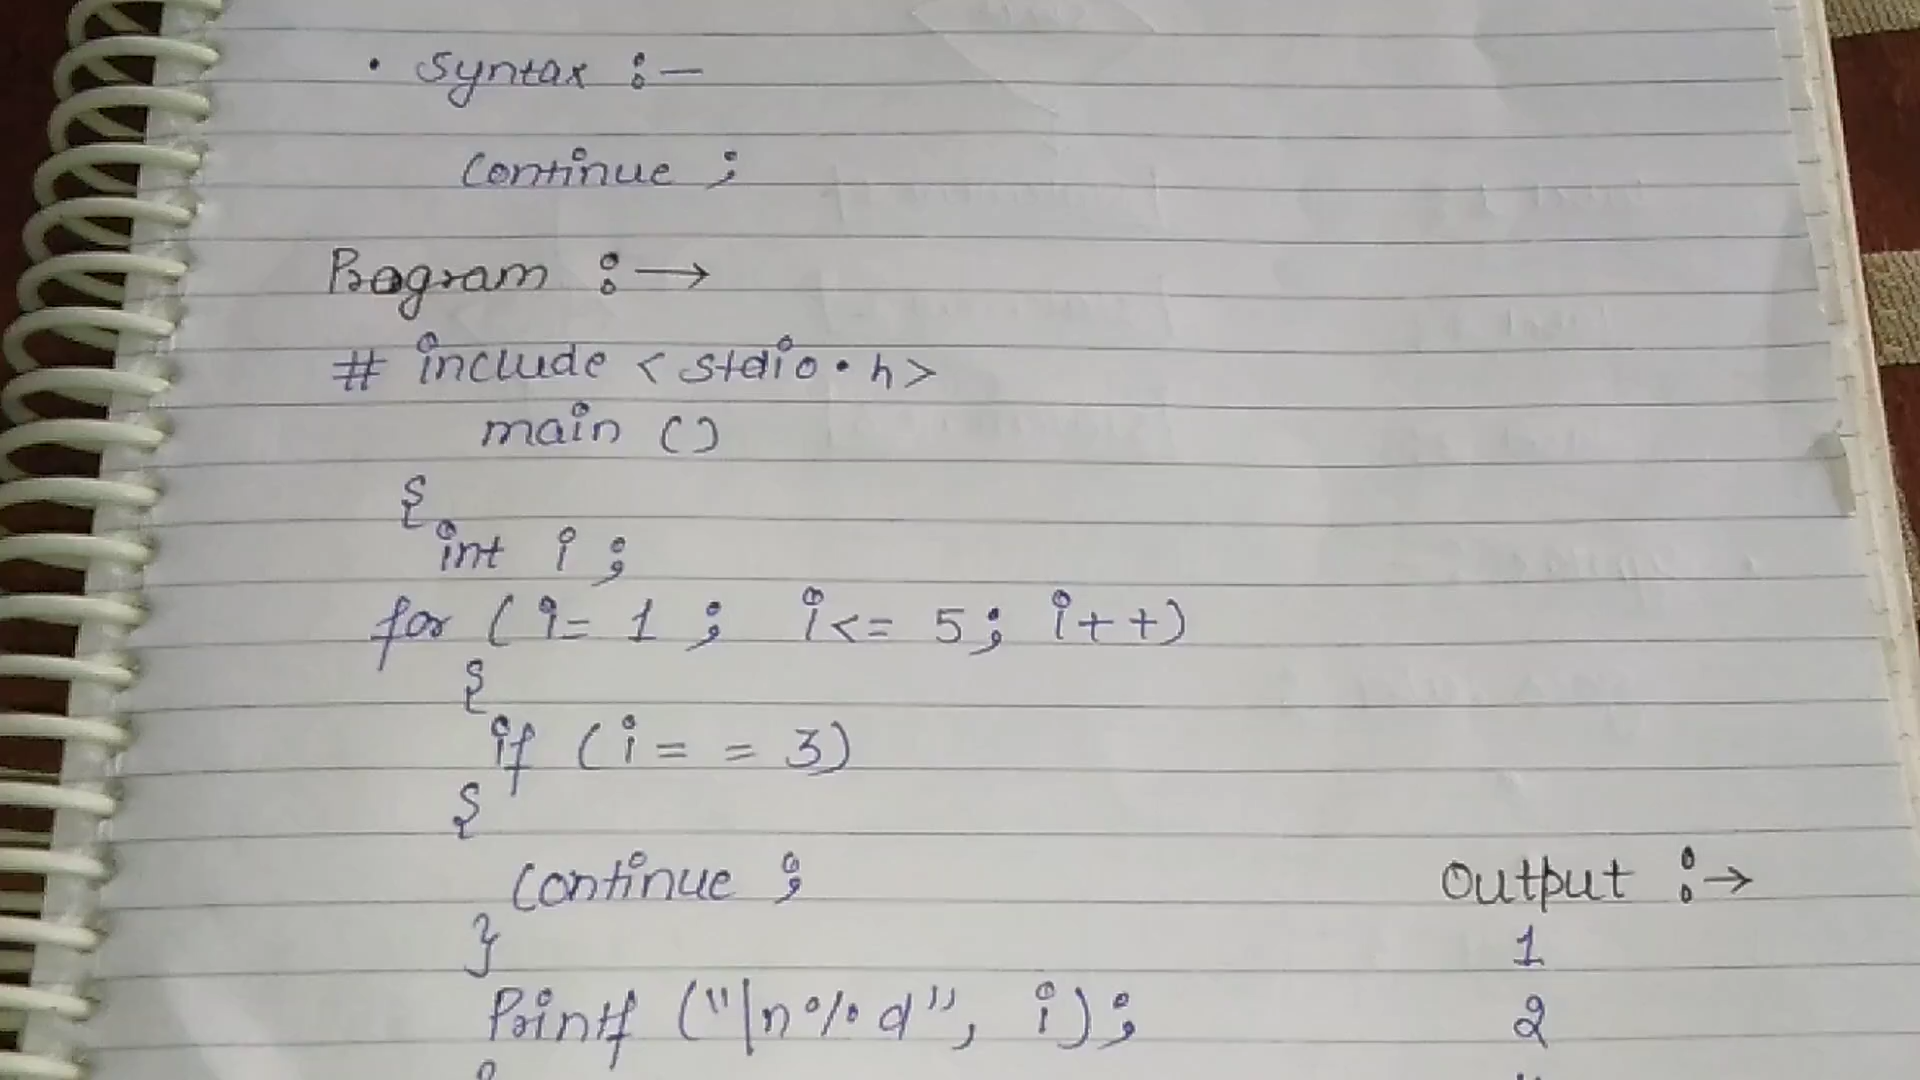 • Syntax :-
Continue ;
Program :→
# include <stdio.h>
main ()
{
int i ;
for ( i= 1 ; i<= 5; i++)
{
if (i= = 3)
{
Continue ;
}
Printf ("\n%d", i);
Output :→
1
2